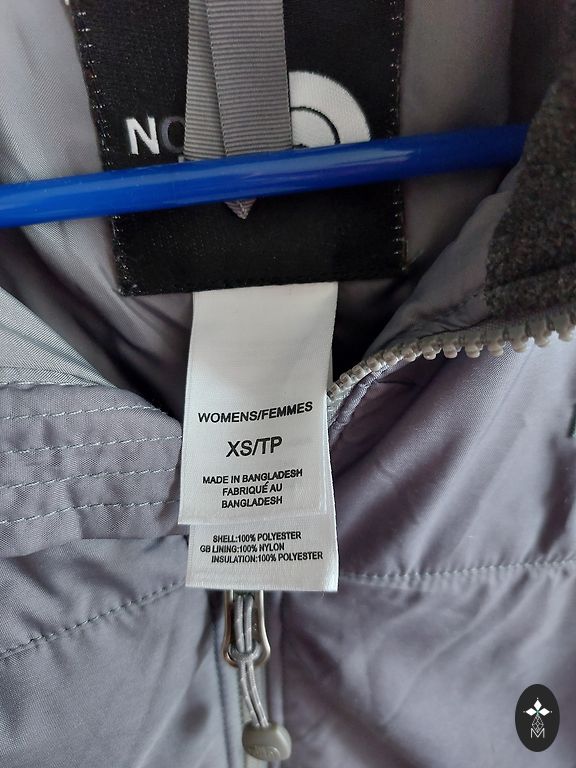 NO
WOMENS/FEMMES
XS/TP
MADE IN BANGLADESH
FABRIQUÉ AU
BANGLADESH
SHELL:100% POLYESTER
GB LINING:100% NYLON
INSULATION:100% POLYESTER
M